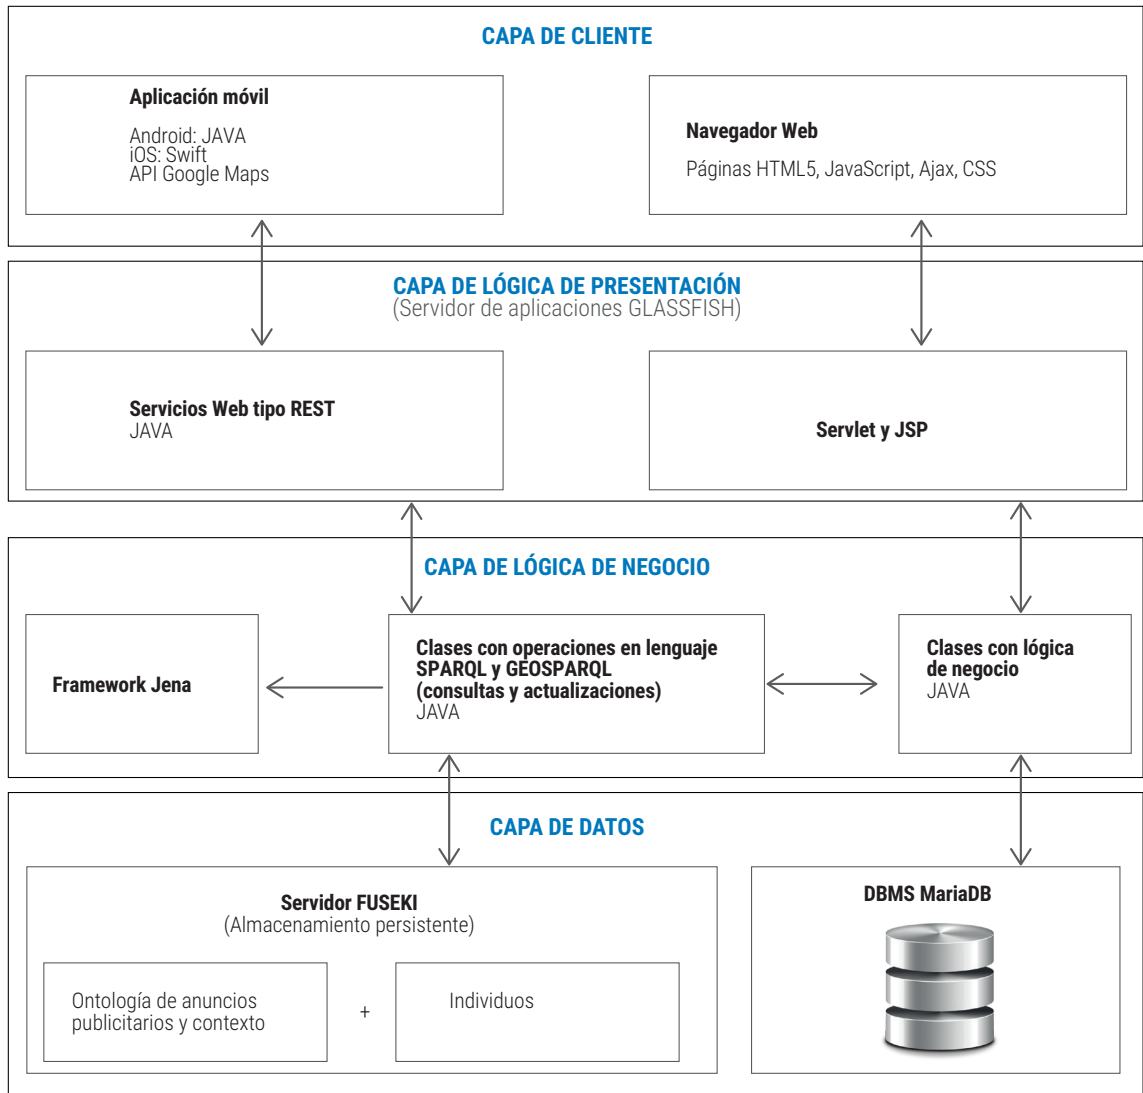 CAPA DE CLIENTE
Aplicación móvil
Android: JAVA
iOS: Swift
API Google Maps
Navegador Web
Páginas HTML5, JavaScript, Ajax, CSS
CAPA DE LÓGICA DE PRESENTACIÓN
(Servidor de aplicaciones GLASSFISH)
Servicios Web tipo REST
JAVA
Servlet y JSP
CAPA DE LÓGICA DE NEGOCIO
Framework Jena
Clases con operaciones en lenguaje
SPARQL y GEOSPARQL
(consultas y actualizaciones)
JAVA
Clases con lógica
de negocio
JAVA
CAPA DE DATOS
Servidor FUSEKI
(Almacenamiento persistente)
Ontología de anuncios
publicitarios y contexto
+
Individuos
DBMS MariaDB